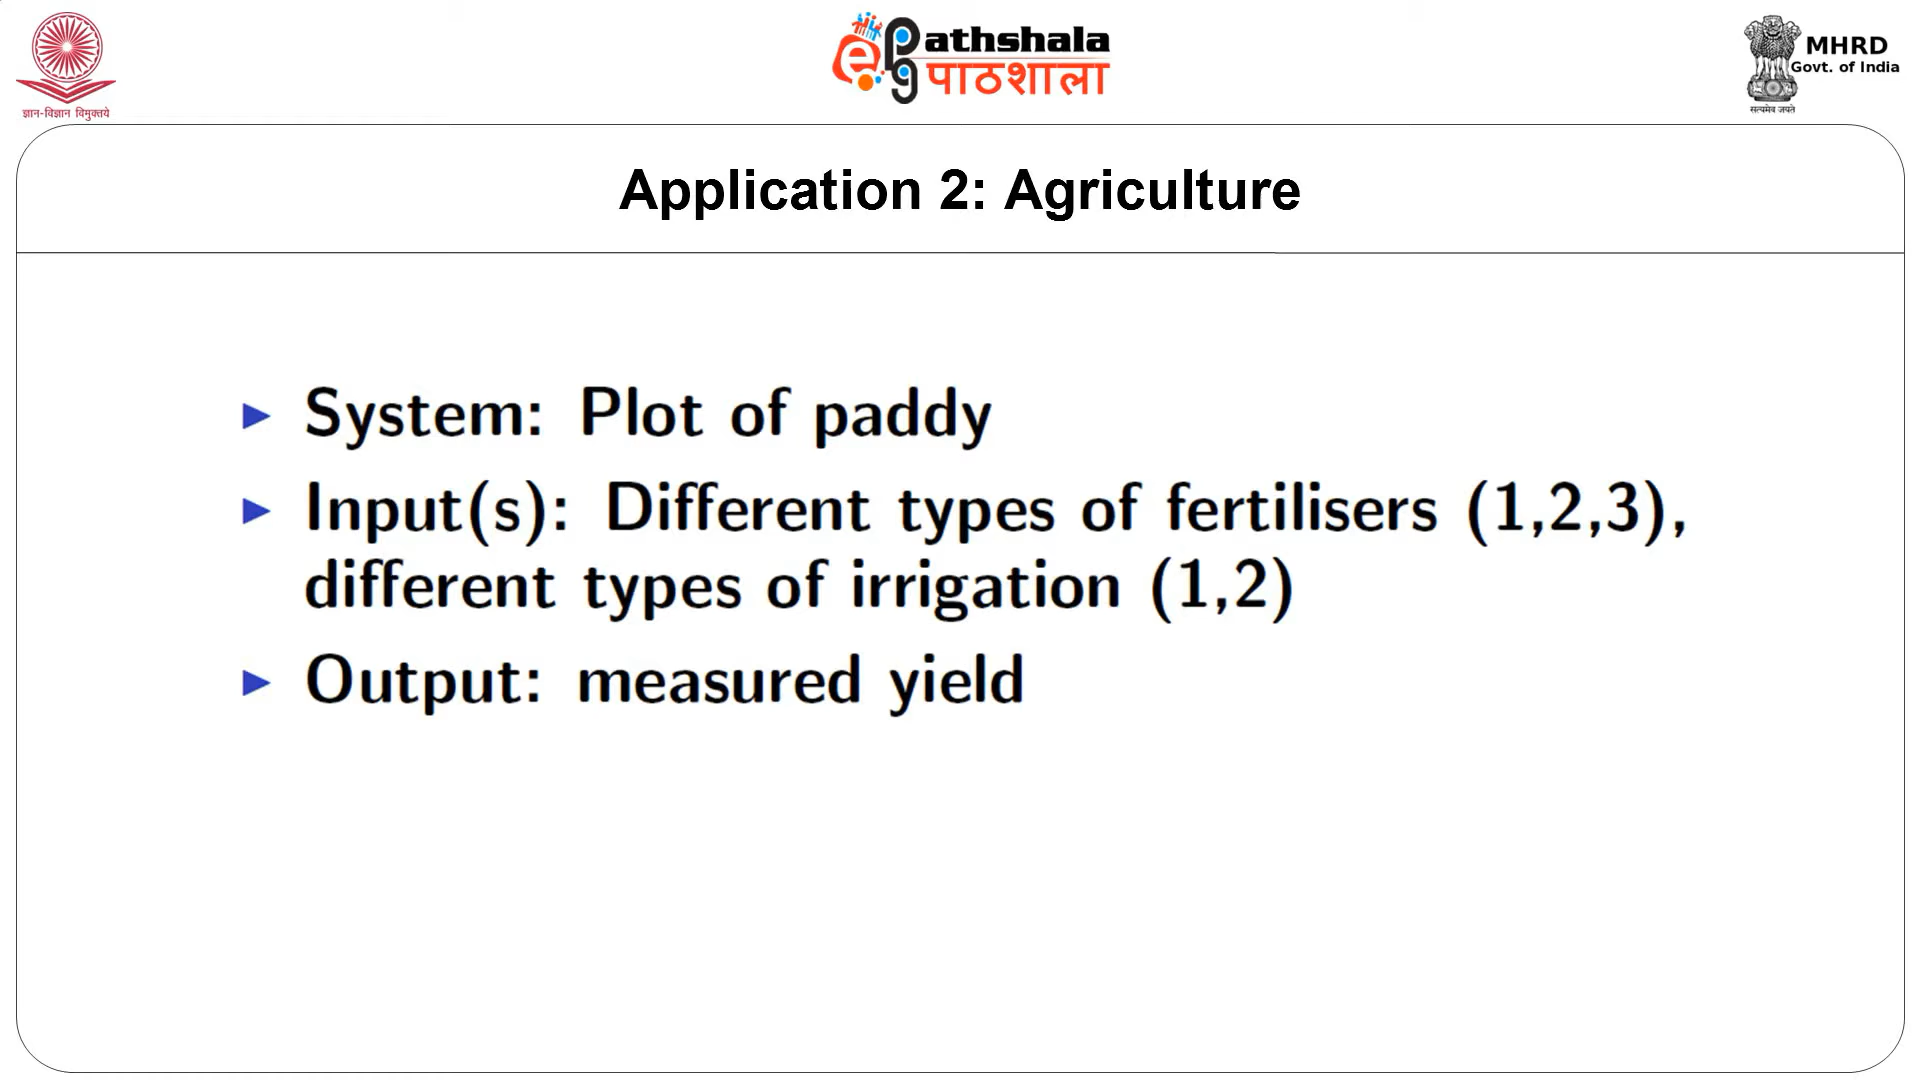 ज्ञान-विज्ञान विमुक्तये
ePG Pathshala
पाठशाला
MHRD
Govt. of India
सत्यमेव जयते
Application 2: Agriculture
▶ System: Plot of paddy
▶ Input(s): Different types of fertilisers (1,2,3),
different types of irrigation (1,2)
▶ Output: measured yield